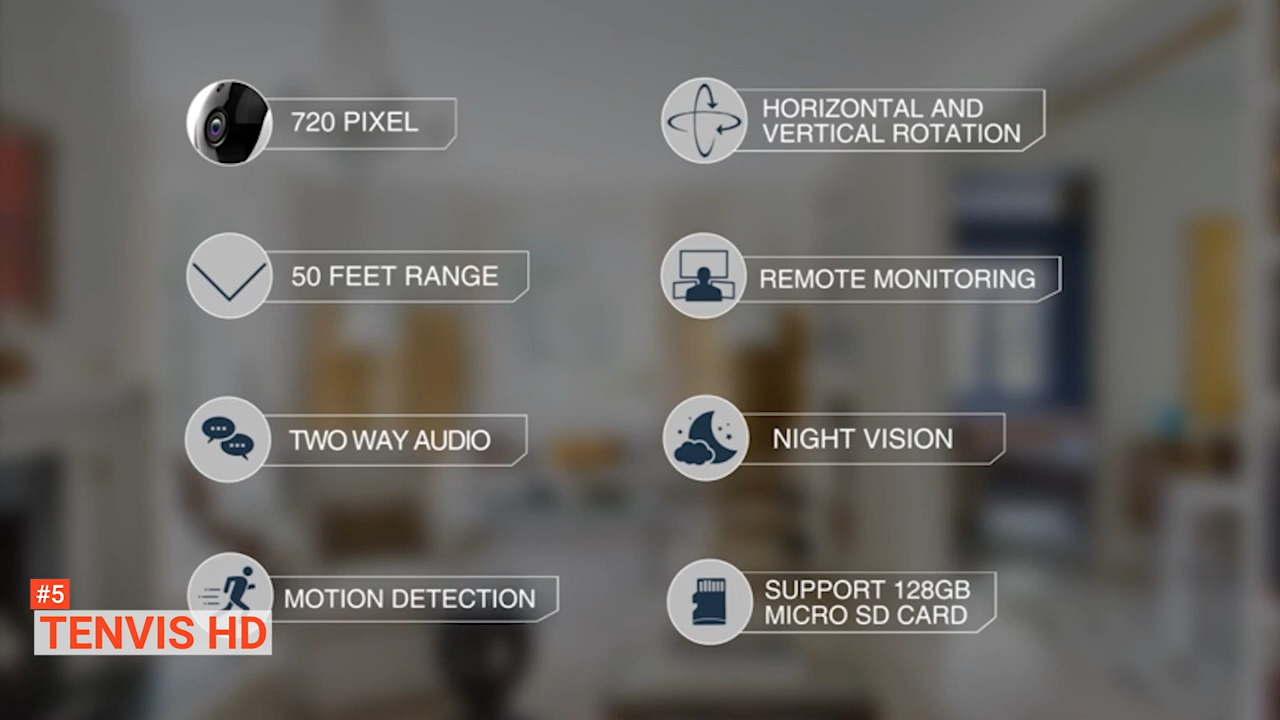 720 PIXEL
HORIZONTAL AND
VERTICAL ROTATION
50 FEET RANGE
REMOTE MONITORING
TWO WAY AUDIO
NIGHT VISION
MOTION DETECTION
SUPPORT 128GB
MICRO SD CARD
#5
TENVIS HD